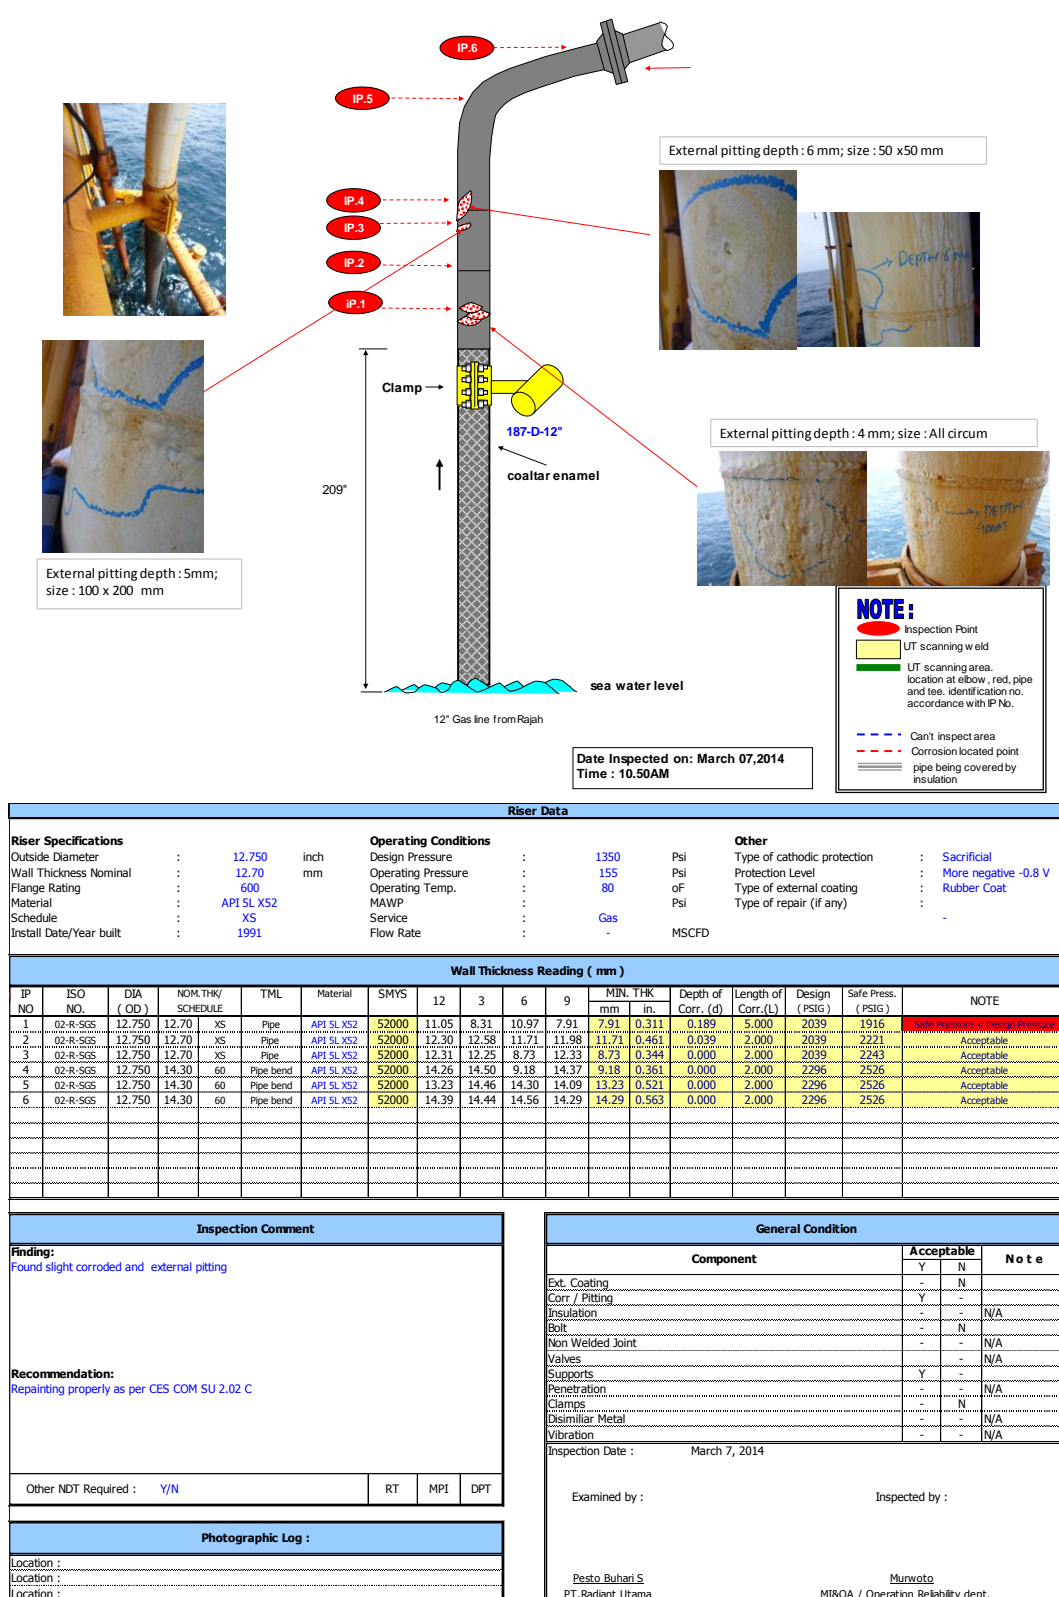 IP.6
IP.5
External pitting depth : 6 mm; size : 50 x50 mm
IP.4
IP.3
IP.2
iP.1
DEPTH 6 mm
Clamp
187-D-12"
External pitting depth : 4 mm; size : All circum
coaltar enamel
209"
DEPTH
4mm
External pitting depth : 5mm;
size : 100 x 200 mm
NOTE :
Inspection Point
UT scanning weld
UT scanning area.
location at elbow , red, pipe
and tee. identification no.
accordance with IP No.
Can't inspect area
Corrosion located point
pipe being covered by
insulation
sea water level
12" Gas line from Rajah
Date Inspected on: March 07,2014
Time : 10.50AM
Riser Data
Riser Specifications Operating Conditions Other
Outside Diameter : 12.750 inch Design Pressure : 1350 Psi Type of cathodic protection : Sacrificial
Wall Thickness Nominal : 12.70 mm Operating Pressure : 155 Psi Protection Level : More negative -0.8 V
Flange Rating : 600 Operating Temp. : 80 oF Type of external coating : Rubber Coat
Material : API 5L X52 MAWP : Psi Type of repair (if any) :
Schedule : XS Service : Gas -
Install Date/Year built : 1991 Flow Rate : - MSCFD
Wall Thickness Reading ( mm )
IP NO ISO NO. DIA ( OD ) NOM.THK/ SCHEDULE TML Material SMYS 12 3 6 9 MIN. THK mm in. Depth of Corr. (d) Length of Corr.(L) Design ( PSIG ) Safe Press. ( PSIG ) NOTE
1 02-R-SGS 12.750 12.70 XS Pipe API 5L X52 52000 11.05 8.31 10.97 7.91 7.91 0.311 0.189 5.000 2039 1916 Safe Pressure < Design Pressure
2 02-R-SGS 12.750 12.70 XS Pipe API 5L X52 52000 12.30 12.58 11.71 11.98 11.71 0.461 0.039 2.000 2039 2221 Acceptable
3 02-R-SGS 12.750 12.70 XS Pipe API 5L X52 52000 12.31 12.25 8.73 12.33 8.73 0.344 0.000 2.000 2039 2243 Acceptable
4 02-R-SGS 12.750 14.30 60 Pipe bend API 5L X52 52000 14.26 14.50 9.18 14.37 9.18 0.361 0.000 2.000 2296 2526 Acceptable
5 02-R-SGS 12.750 14.30 60 Pipe bend API 5L X52 52000 13.23 14.46 14.30 14.09 13.23 0.521 0.000 2.000 2296 2526 Acceptable
6 02-R-SGS 12.750 14.30 60 Pipe bend API 5L X52 52000 14.39 14.44 14.56 14.29 14.29 0.563 0.000 2.000 2296 2526 Acceptable
Inspection Comment
Finding:
Found slight corroded and external pitting
Recommendation:
Repainting properly as per CES COM SU 2.02 C
Other NDT Required : Y/N RT MPI DPT
Photographic Log :
Location :
Location :
Location :
General Condition
Component Acceptable Note
Y N
Ext. Coating - N
Corr / Pitting Y -
Insulation - - N/A
Bolt - N
Non Welded Joint - - N/A
Valves - N/A
Supports Y -
Penetration - - N/A
Clamps - N
Disimiliar Metal - - N/A
Vibration - - N/A
Inspection Date : March 7, 2014
Examined by : Inspected by :
Pesto Buhari S Murwoto
PT.Radiant Utama MI&QA / Operation Reliability dept.